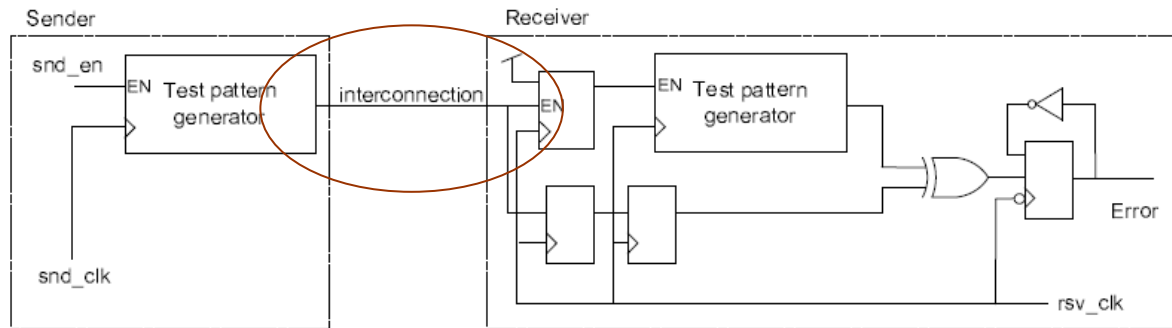 Sender
Receiver
snd_en
EN
Test pattern
generator
interconnection
EN
EN
Test pattern
generator
Error
snd_clk
rsv_clk